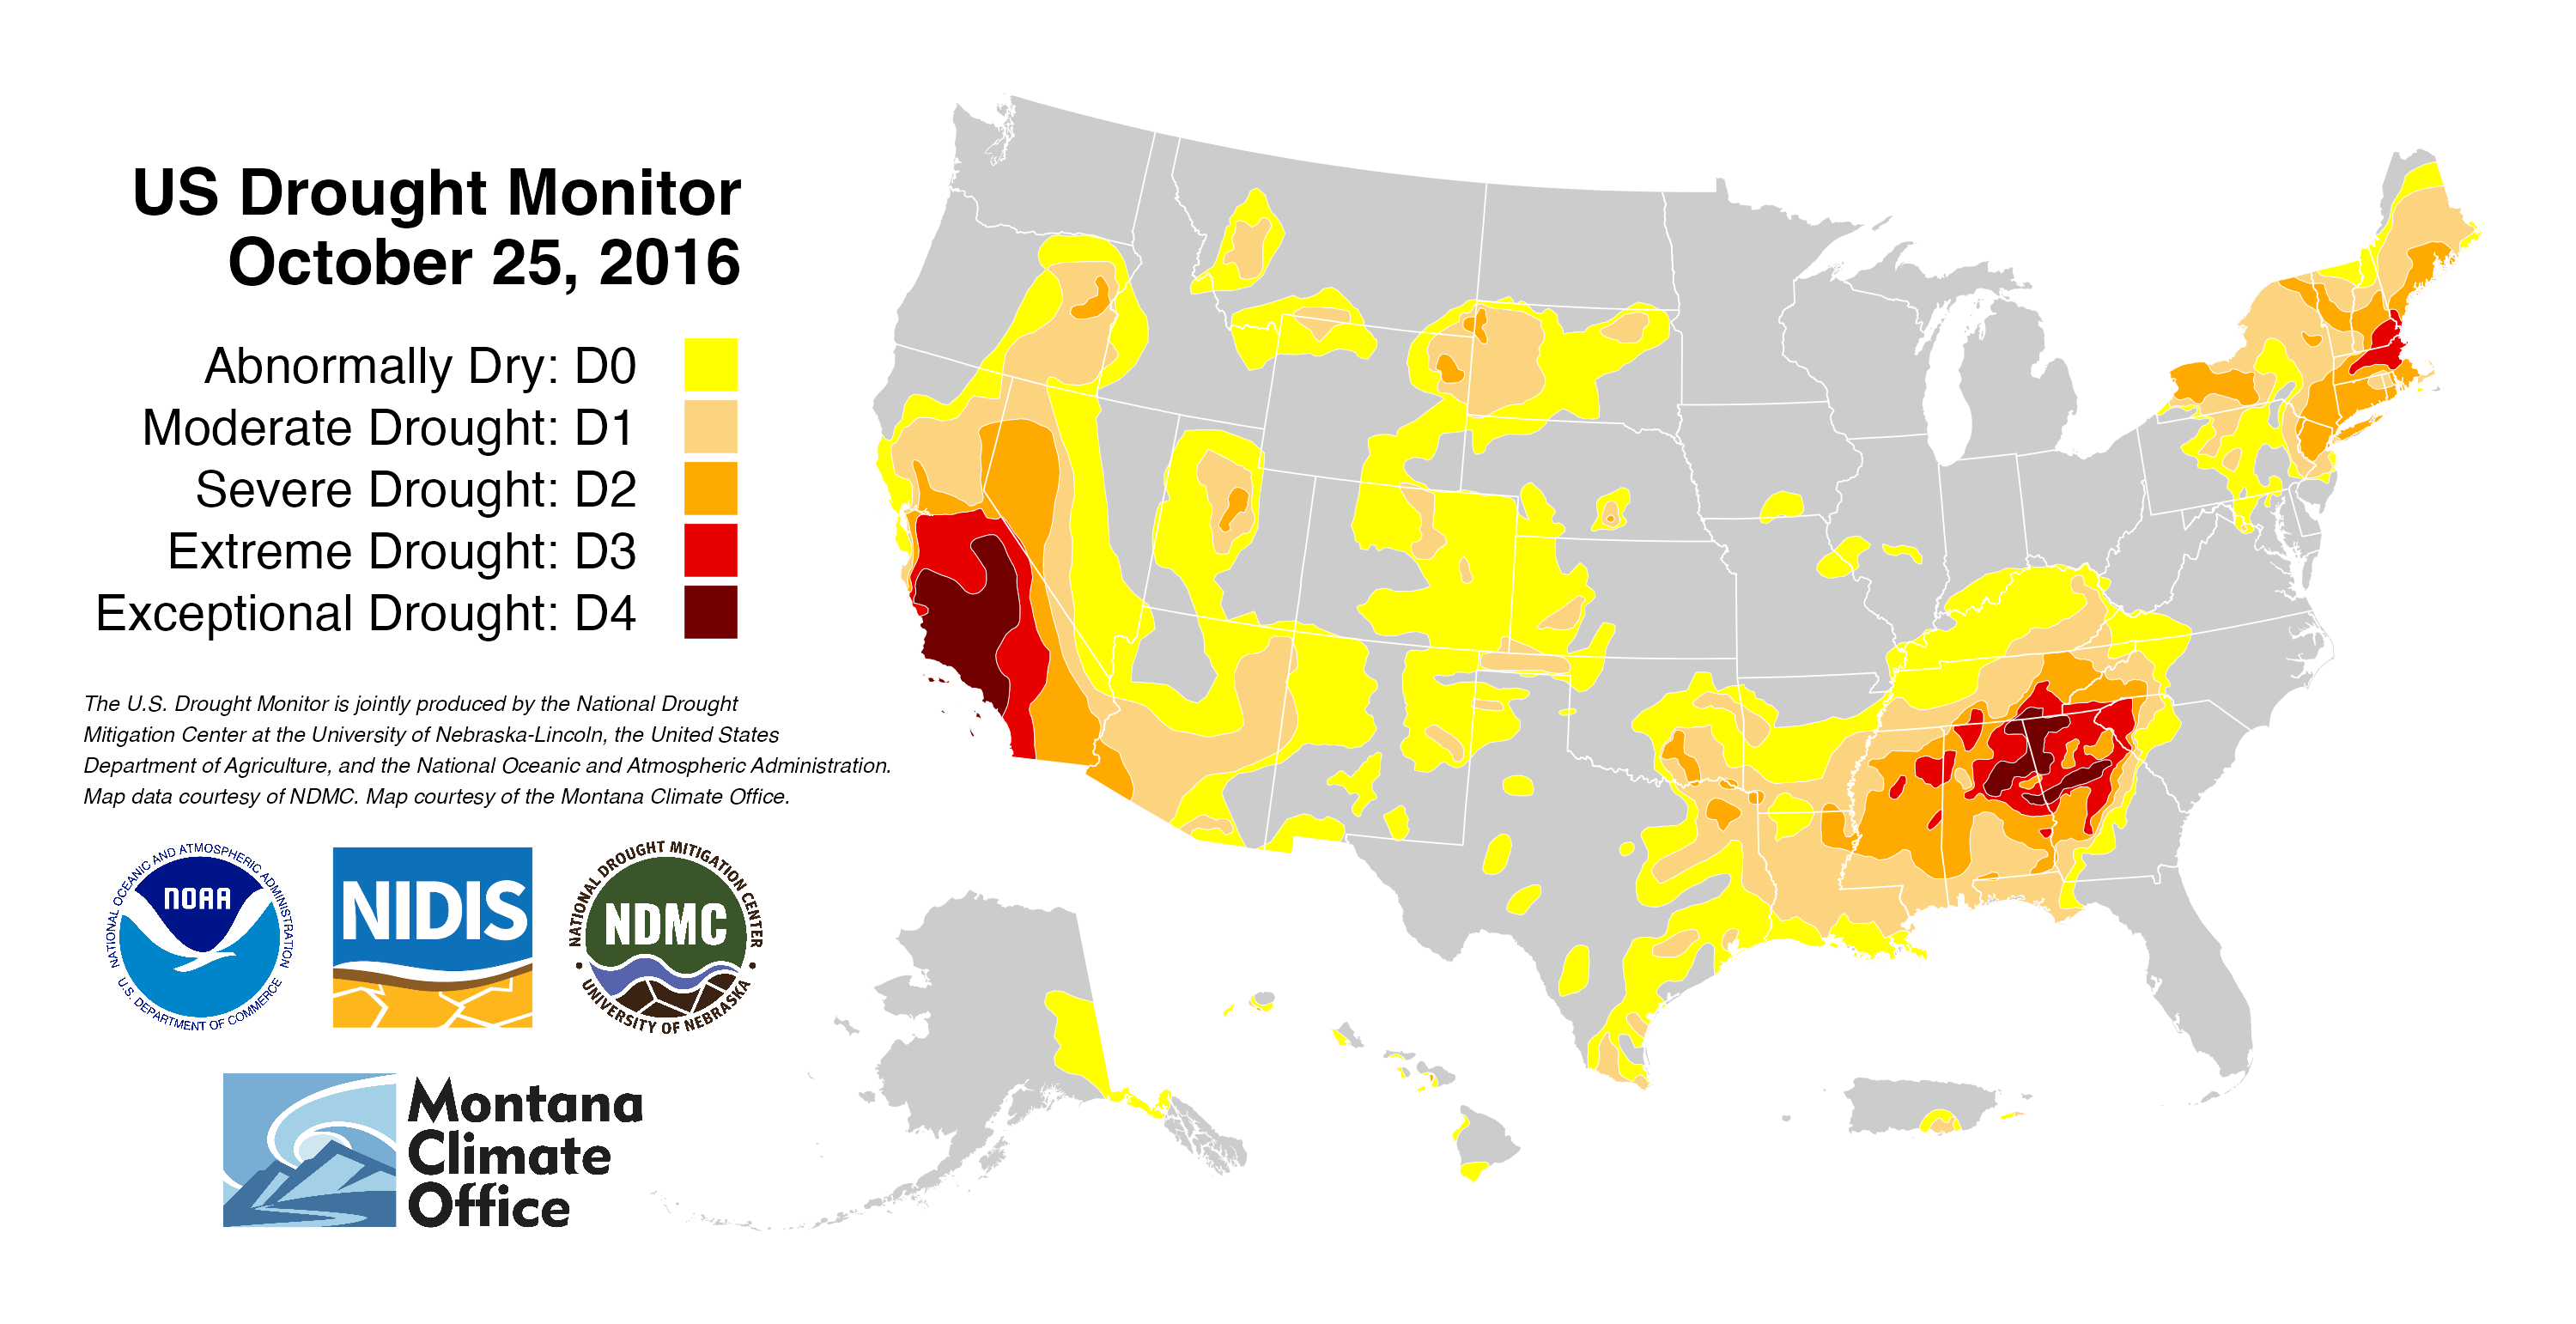 US Drought Monitor
October 25, 2016
Abnormally Dry: D0
Moderate Drought: D1
Severe Drought: D2
Extreme Drought: D3
Exceptional Drought: D4
The U.S. Drought Monitor is jointly produced by the National Drought
Mitigation Center at the University of Nebraska-Lincoln, the United States
Department of Agriculture, and the National Oceanic and Atmospheric Administration.
Map data courtesy of NDMC. Map courtesy of the Montana Climate Office.
NATIONAL OCEANIC AND ATMOSPHERIC ADMINISTRATION
NOAA
U.S. DEPARTMENT OF COMMERCE
NIDIS
NATIONAL DROUGHT MITIGATION CENTER
NDMC
UNIVERSITY OF NEBRASKA
Montana
Climate
Office